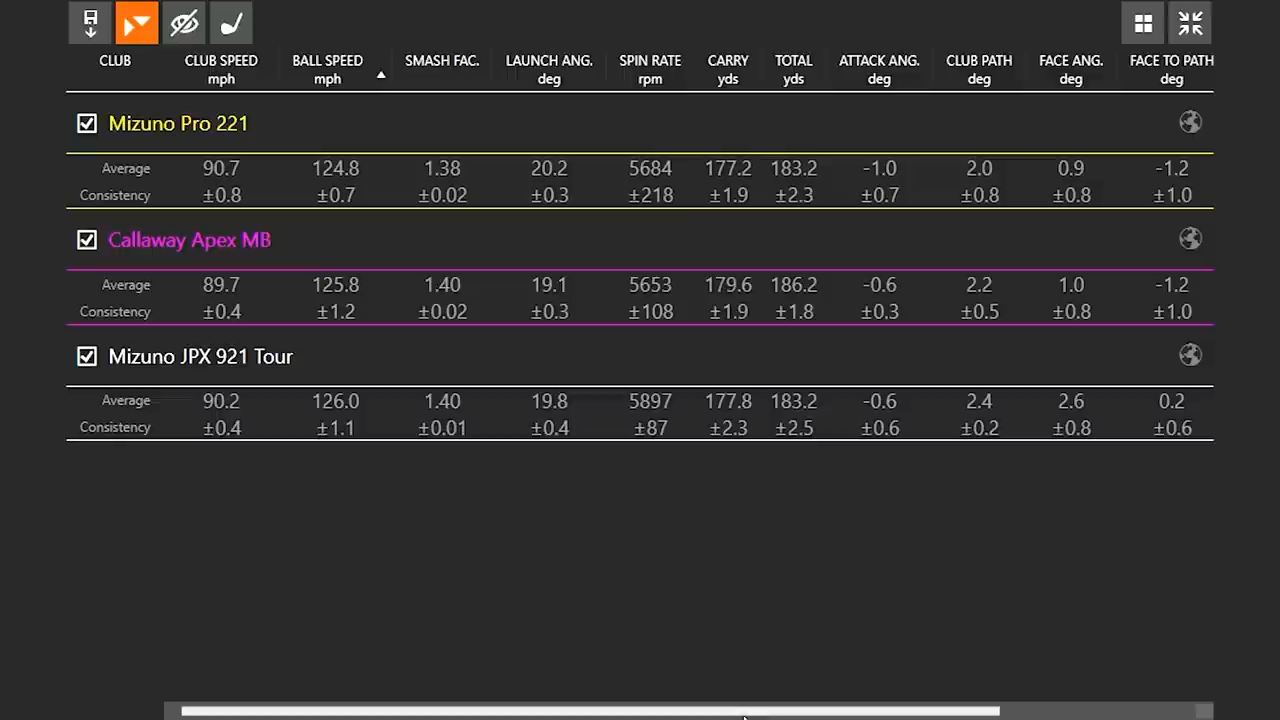 CLUB CLUB SPEED BALL SPEED SMASH FAC. LAUNCH ANG. SPIN RATE CARRY TOTAL ATTACK ANG. CLUB PATH FACE ANG. FACE TO PATH
mph mph deg rpm yds yds deg deg deg deg
Mizuno Pro 221
Average 90.7 124.8 1.38 20.2 5684 177.2 183.2 -1.0 2.0 0.9 -1.2
Consistency ±0.8 ±0.7 ±0.02 ±0.3 ±218 ±1.9 ±2.3 ±0.7 ±0.8 ±0.8 ±1.0
Callaway Apex MB
Average 89.7 125.8 1.40 19.1 5653 179.6 186.2 -0.6 2.2 1.0 -1.2
Consistency ±0.4 ±1.2 ±0.02 ±0.3 ±108 ±1.9 ±1.8 ±0.3 ±0.5 ±0.8 ±1.0
Mizuno JPX 921 Tour
Average 90.2 126.0 1.40 19.8 5897 177.8 183.2 -0.6 2.4 2.6 0.2
Consistency ±0.4 ±1.1 ±0.01 ±0.4 ±87 ±2.3 ±2.5 ±0.6 ±0.2 ±0.8 ±0.6